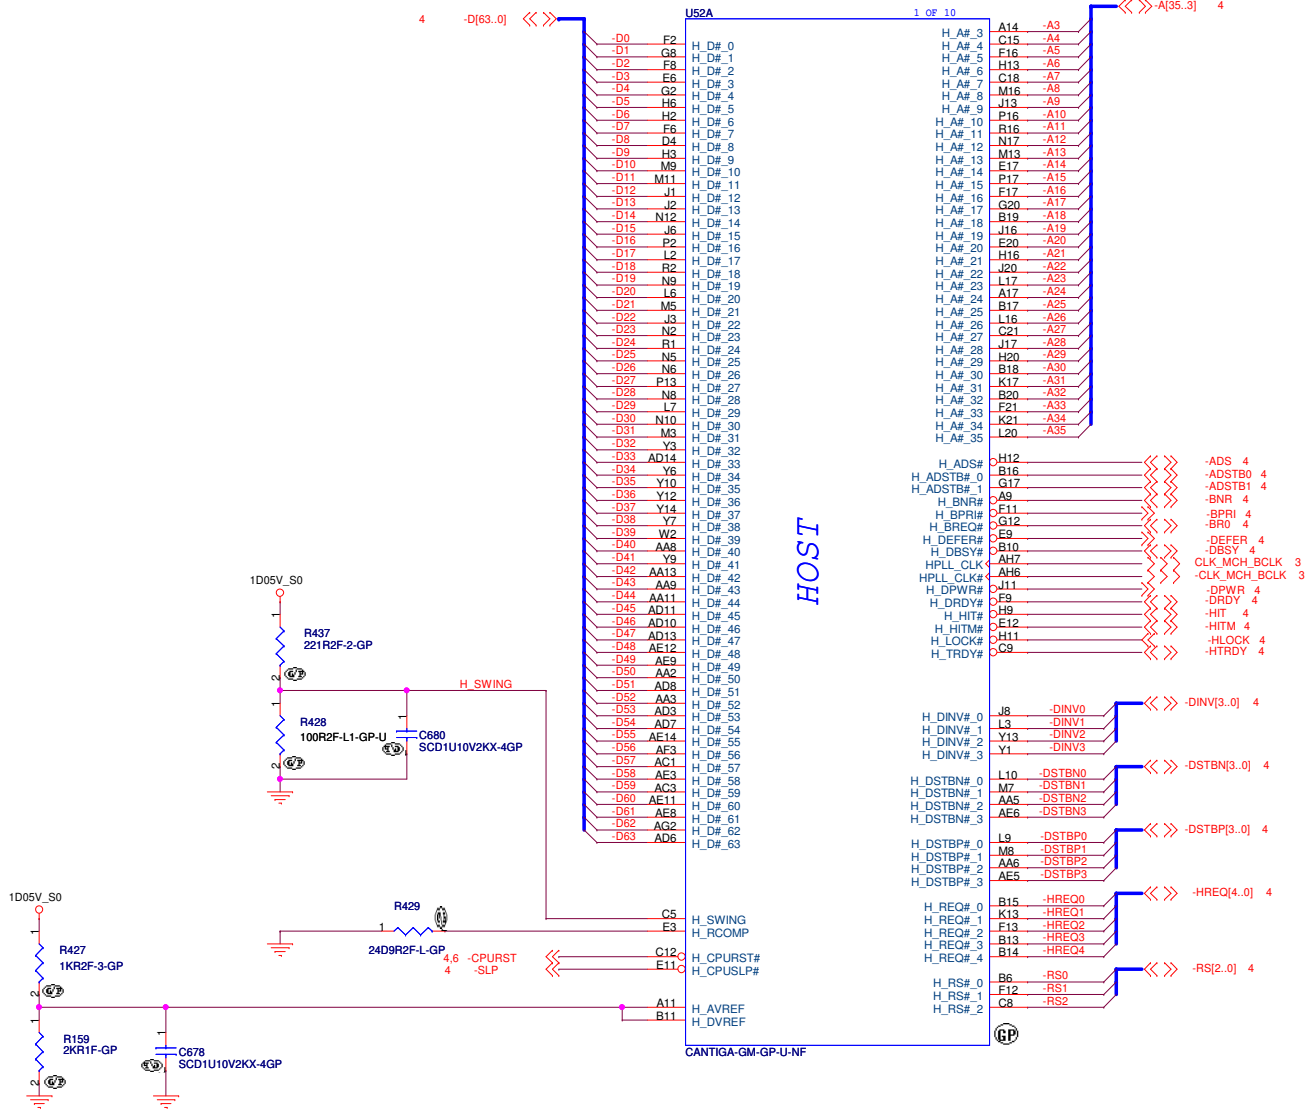 4 -D[63..0]
U52A
1 OF 10
-A[35..3] 4
-D0 F2 H_D#_0
-D1 G8 H_D#_1
-D2 F8 H_D#_2
-D3 E6 H_D#_3
-D4 G2 H_D#_4
-D5 H6 H_D#_5
-D6 H2 H_D#_6
-D7 F6 H_D#_7
-D8 D4 H_D#_8
-D9 H3 H_D#_9
-D10 M9 H_D#_10
-D11 M11 H_D#_11
-D12 J1 H_D#_12
-D13 J2 H_D#_13
-D14 N12 H_D#_14
-D15 J6 H_D#_15
-D16 P2 H_D#_16
-D17 L2 H_D#_17
-D18 R2 H_D#_18
-D19 N9 H_D#_19
-D20 L6 H_D#_20
-D21 M5 H_D#_21
-D22 J3 H_D#_22
-D23 N2 H_D#_23
-D24 R1 H_D#_24
-D25 N5 H_D#_25
-D26 N6 H_D#_26
-D27 P13 H_D#_27
-D28 N8 H_D#_28
-D29 L7 H_D#_29
-D30 N10 H_D#_30
-D31 M3 H_D#_31
-D32 Y3 H_D#_32
-D33 AD14 H_D#_33
-D34 Y6 H_D#_34
-D35 Y10 H_D#_35
-D36 Y12 H_D#_36
-D37 Y14 H_D#_37
-D38 Y7 H_D#_38
-D39 W2 H_D#_39
-D40 AA8 H_D#_40
-D41 Y9 H_D#_41
-D42 AA13 H_D#_42
-D43 AA9 H_D#_43
-D44 AA11 H_D#_44
-D45 AD11 H_D#_45
-D46 AD10 H_D#_46
-D47 AD13 H_D#_47
-D48 AE12 H_D#_48
-D49 AE9 H_D#_49
-D50 AA2 H_D#_50
-D51 AD8 H_D#_51
-D52 AA3 H_D#_52
-D53 AD3 H_D#_53
-D54 AD7 H_D#_54
-D55 AE14 H_D#_55
-D56 AF3 H_D#_56
-D57 AC1 H_D#_57
-D58 AE3 H_D#_58
-D59 AC3 H_D#_59
-D60 AE11 H_D#_60
-D61 AE8 H_D#_61
-D62 AG2 H_D#_62
-D63 AD6 H_D#_63
H_A#_3 A14 -A3
H_A#_4 C15 -A4
H_A#_5 F16 -A5
H_A#_6 H13 -A6
H_A#_7 C18 -A7
H_A#_8 M16 -A8
H_A#_9 J13 -A9
H_A#_10 P16 -A10
H_A#_11 R16 -A11
H_A#_12 N17 -A12
H_A#_13 M13 -A13
H_A#_14 E17 -A14
H_A#_15 P17 -A15
H_A#_16 F17 -A16
H_A#_17 G20 -A17
H_A#_18 B19 -A18
H_A#_19 J16 -A19
H_A#_20 E20 -A20
H_A#_21 H16 -A21
H_A#_22 J20 -A22
H_A#_23 L17 -A23
H_A#_24 A17 -A24
H_A#_25 B17 -A25
H_A#_26 L16 -A26
H_A#_27 C21 -A27
H_A#_28 J17 -A28
H_A#_29 H20 -A29
H_A#_30 B18 -A30
H_A#_31 K17 -A31
H_A#_32 B20 -A32
H_A#_33 F21 -A33
H_A#_34 K21 -A34
H_A#_35 L20 -A35
H_ADS# H12 -ADS 4
H_ADSTB#_0 B16 -ADSTB0 4
H_ADSTB#_1 G17 -ADSTB1 4
H_BNR# A9 -BNR 4
H_BPRI# F11 -BPRI 4
H_BREQ# G12 -BR0 4
H_DEFER# E9 -DEFER 4
H_DBSY# B10 -DBSY 4
HPLL_CLK AH7 CLK_MCH_BCLK 3
HPLL_CLK# AH6 -CLK_MCH_BCLK 3
H_DPWR# J11 -DPWR 4
H_DRDY# F9 -DRDY 4
H_HIT# H9 -HIT 4
H_HITM# E12 -HITM 4
H_LOCK# H11 -HLOCK 4
H_TRDY# C9 -HTRDY 4
HOST
H_DINV#_0 J8 -DINV0 -DINV[3..0] 4
H_DINV#_1 L3 -DINV1
H_DINV#_2 Y13 -DINV2
H_DINV#_3 Y1 -DINV3
H_DSTBN#_0 L10 -DSTBN0 -DSTBN[3..0] 4
H_DSTBN#_1 M7 -DSTBN1
H_DSTBN#_2 AA5 -DSTBN2
H_DSTBN#_3 AE6 -DSTBN3
H_DSTBP#_0 L9 -DSTBP0 -DSTBP[3..0] 4
H_DSTBP#_1 M8 -DSTBP1
H_DSTBP#_2 AA6 -DSTBP2
H_DSTBP#_3 AE5 -DSTBP3
H_REQ#_0 B15 -HREQ0 -HREQ[4..0] 4
H_REQ#_1 K13 -HREQ1
H_REQ#_2 F13 -HREQ2
H_REQ#_3 B13 -HREQ3
H_REQ#_4 B14 -HREQ4
H_RS#_0 B6 -RS0 -RS[2..0] 4
H_RS#_1 F12 -RS1
H_RS#_2 C8 -RS2
1D05V_S0
1
R437
221R2F-2-GP
2
H_SWING
1
R428
100R2F-L1-GP-U
2
1
C680
SCD1U10V2KX-4GP
2
C5 H_SWING
R429
1
24D9R2F-L-GP
E3 H_RCOMP
4,6 -CPURST C12 H_CPURST#
4 -SLP E11 H_CPUSLP#
1D05V_S0
1
R427
1KR2F-3-GP
2
A11 H_AVREF
B11 H_DVREF
1
R159
2KR1F-GP
2
1
C678
SCD1U10V2KX-4GP
GP
CANTIGA-GM-GP-U-NF